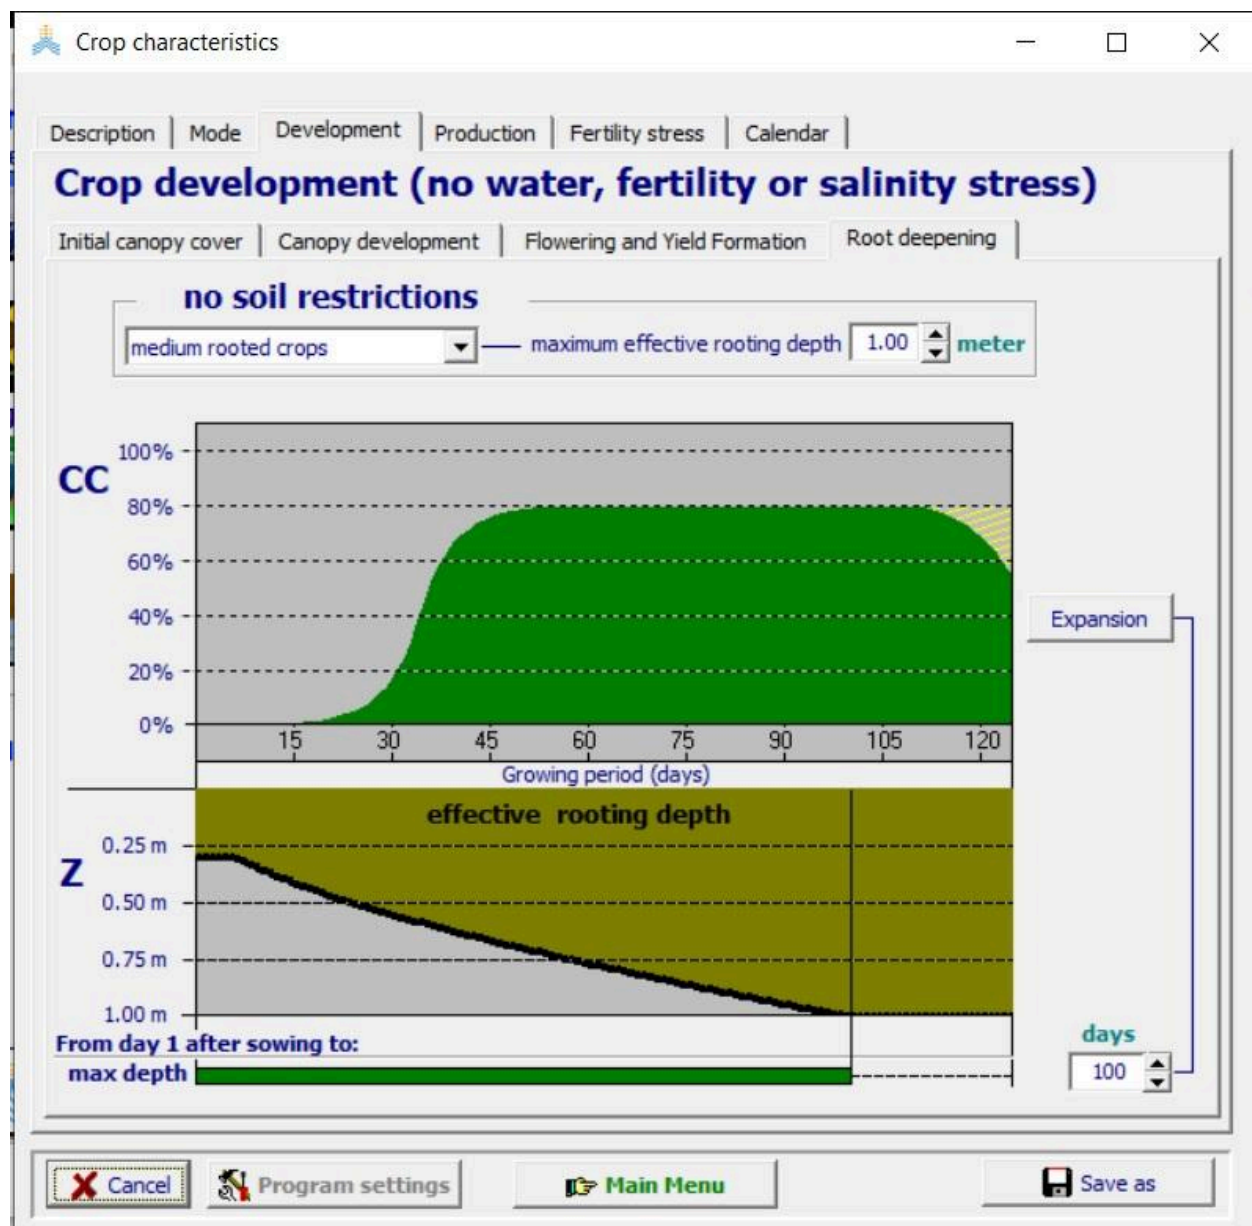 Crop characteristics
Description Mode Development Production Fertility stress Calendar
Crop development (no water, fertility or salinity stress)
Initial canopy cover Canopy development Flowering and Yield Formation Root deepening
no soil restrictions
medium rooted crops maximum effective rooting depth 1.00 meter
CC
100%
80%
60%
40%
20%
0%
Expansion
15 30 45 60 75 90 105 120
Growing period (days)
effective rooting depth
Z
0.25 m
0.50 m
0.75 m
1.00 m
From day 1 after sowing to:
max depth
days
100
Cancel Program settings Main Menu Save as